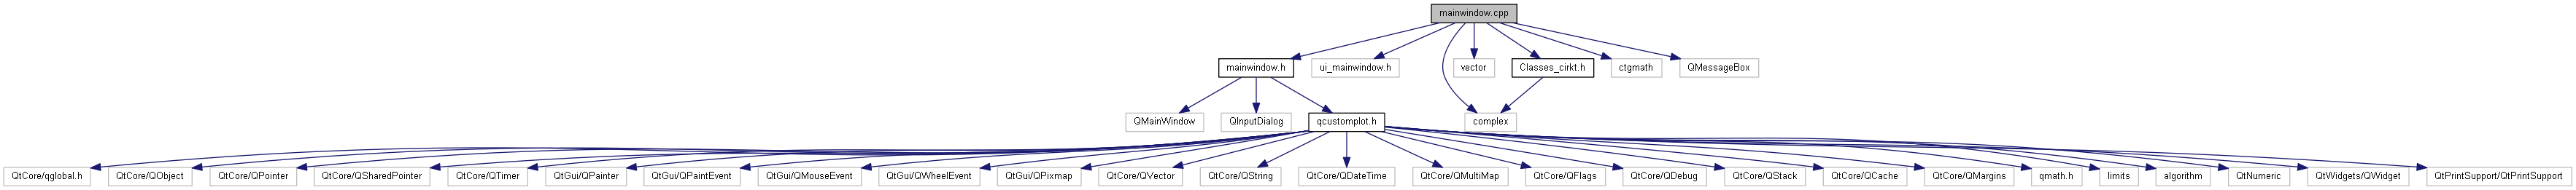 mainwindow.cpp
mainwindow.h
ui_mainwindow.h
vector
Classes_cirkt.h
ctgmath
QMessageBox
QMainWindow
QInputDialog
qcustomplot.h
complex
QtCore/qglobal.h
QtCore/QObject
QtCore/QPointer
QtCore/QSharedPointer
QtCore/QTimer
QtGui/QPainter
QtGui/QPaintEvent
QtGui/QMouseEvent
QtGui/QWheelEvent
QtGui/QPixmap
QtCore/QVector
QtCore/QString
QtCore/QDateTime
QtCore/QMultiMap
QtCore/QFlags
QtCore/QDebug
QtCore/QStack
QtCore/QCache
QtCore/QMargins
qmath.h
limits
algorithm
QtNumeric
QtWidgets/QWidget
QtPrintSupport/QtPrintSupport